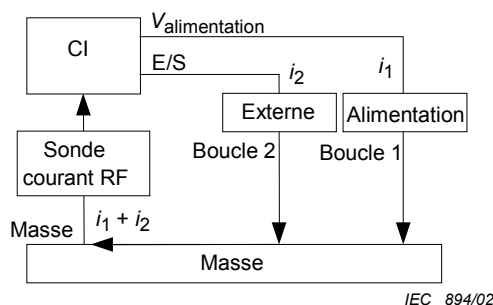 Valimentation
CI
E/S
i2
i1
Externe
Alimentation
Boucle 2
Boucle 1
Sonde
courant RF
Masse
i1 + i2
Masse
IEC 894/02